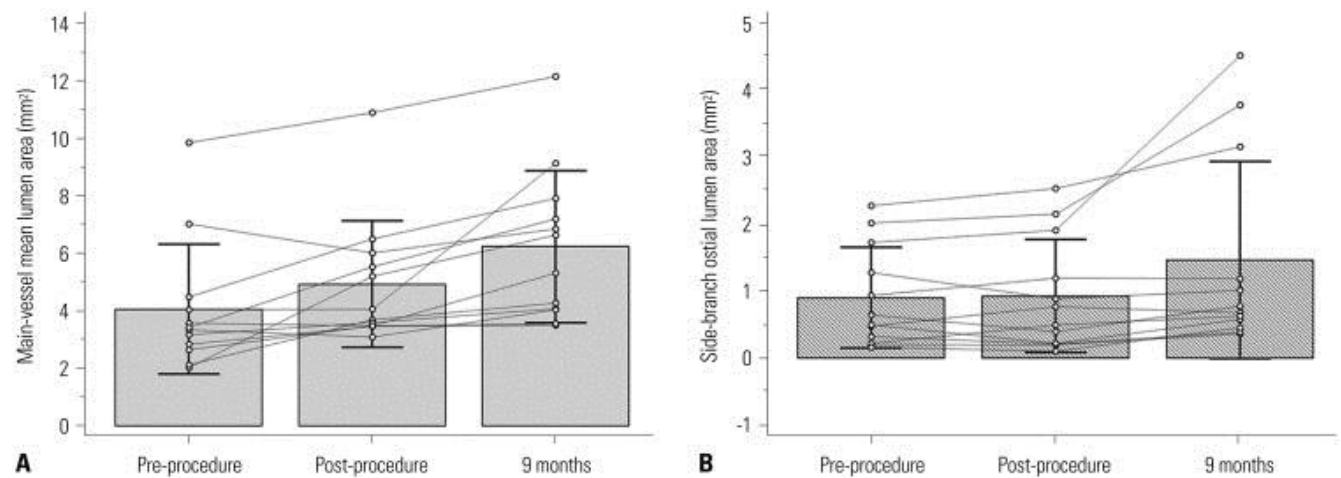 14
12
10
8
6
4
2
0
Main-vessel mean lumen area (mm²)
Pre-procedure
Post-procedure
9 months
A
5
4
3
2
1
0
-1
Side-branch ostial lumen area (mm²)
Pre-procedure
Post-procedure
9 months
B